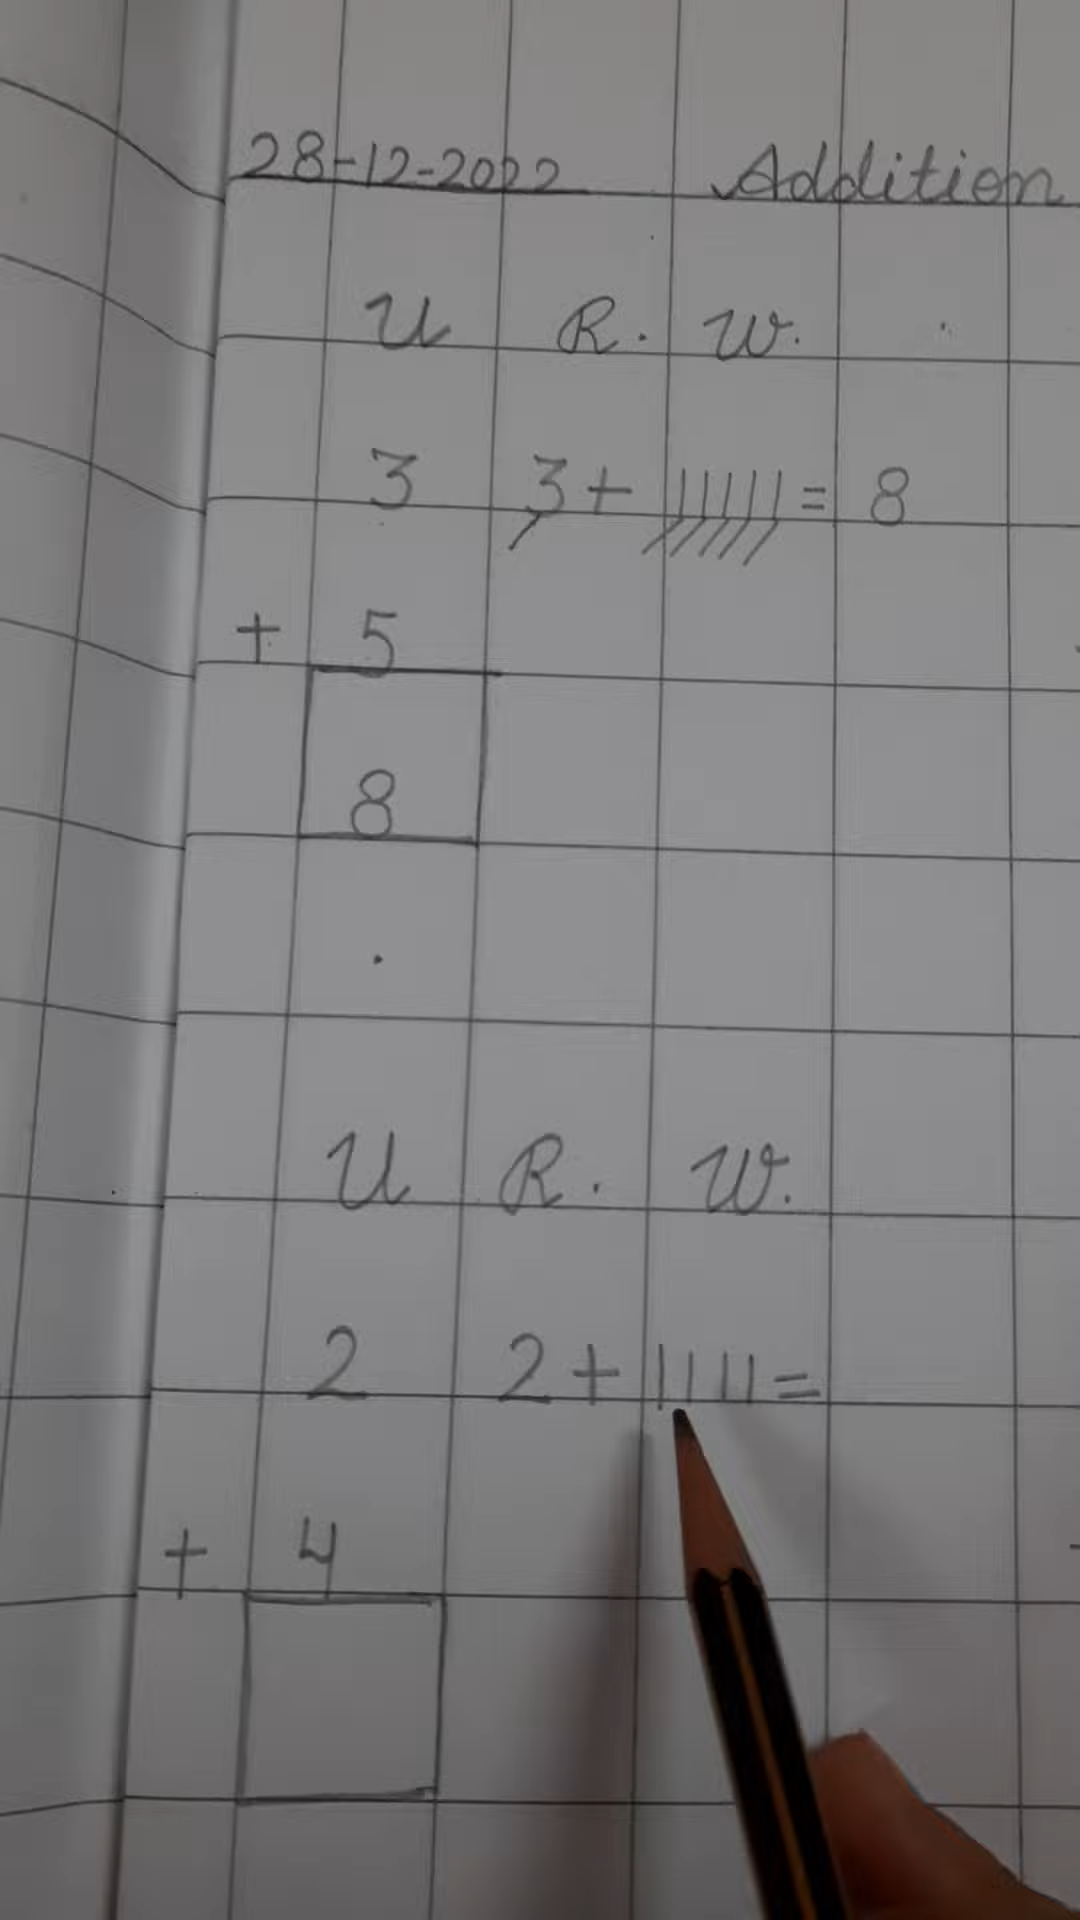 28-12-2022 Addition
U R. W.
3 3 + ||||| = 8
+ 5
8
U R. W.
2 2 + |||| =
+ 4